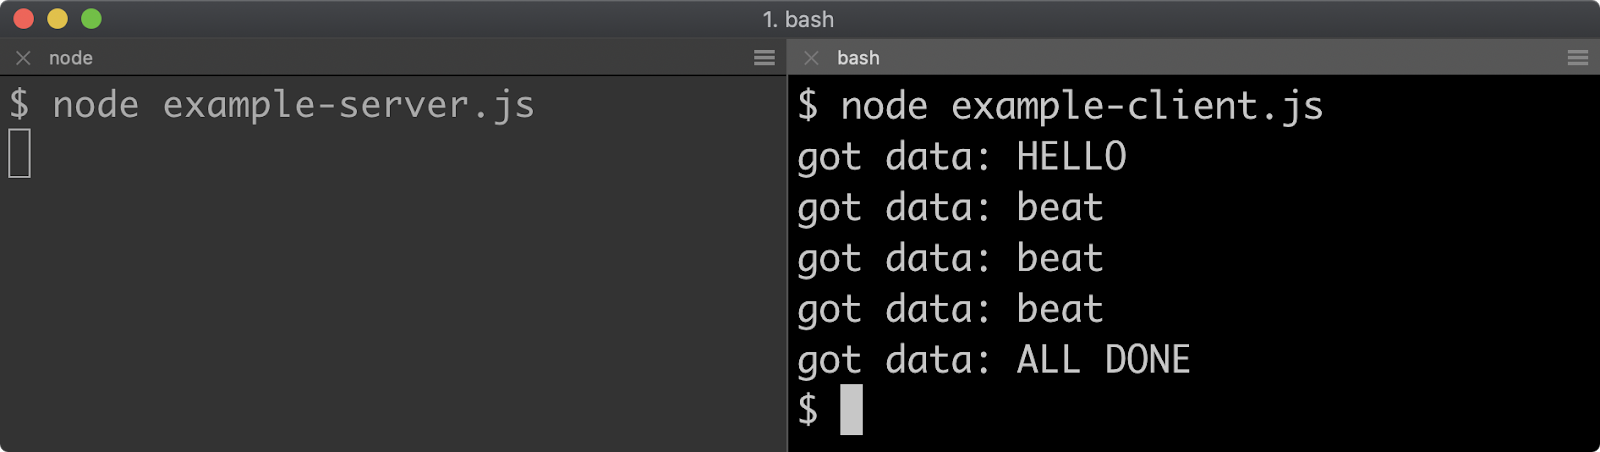 1. bash
node
bash
$ node example-server.js
$ node example-client.js
got data: HELLO
got data: beat
got data: beat
got data: beat
got data: ALL DONE
$